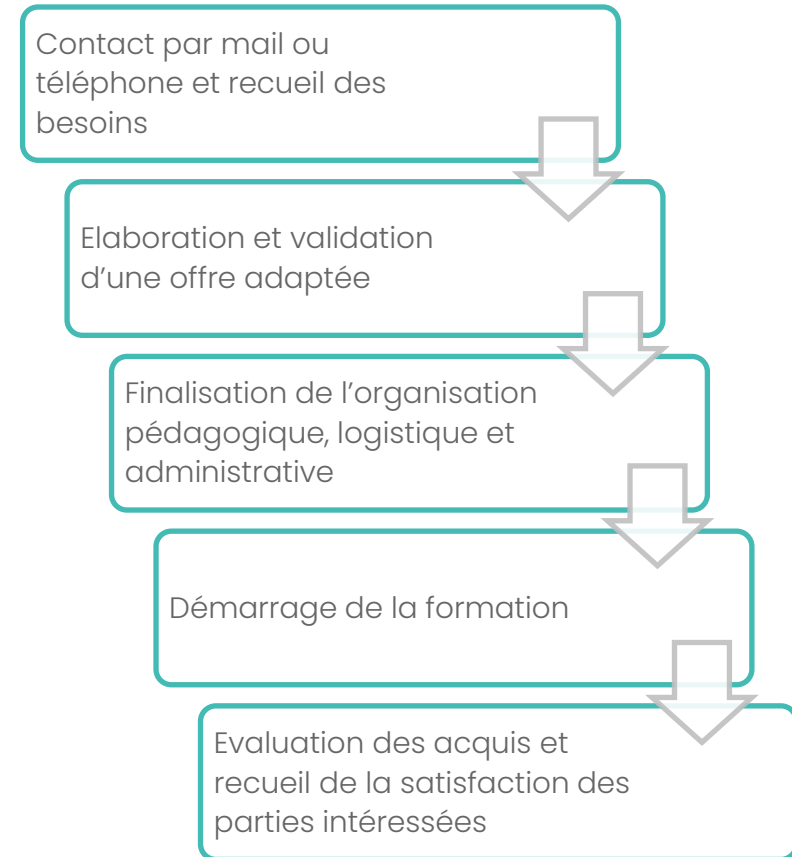 Contact par mail ou
téléphone et recueil des
besoins
Elaboration et validation
d’une offre adaptée
Finalisation de l’organisation
pédagogique, logistique et
administrative
Démarrage de la formation
Evaluation des acquis et
recueil de la satisfaction des
parties intéressées